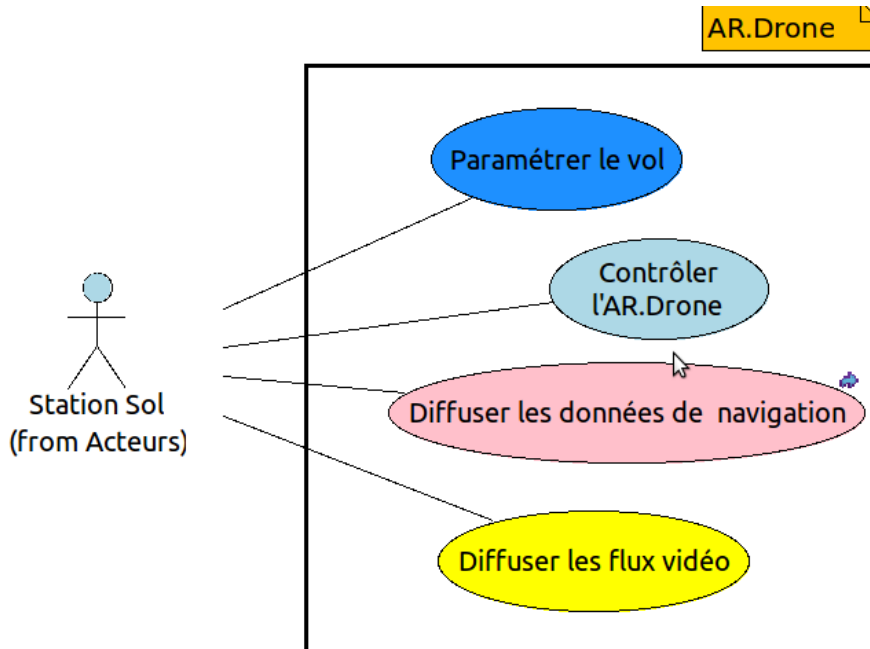 AR.Drone
Paramétrer le vol
Contrôler
l'AR.Drone
Station Sol
(from Acteurs)
Diffuser les données de navigation
Diffuser les flux vidéo